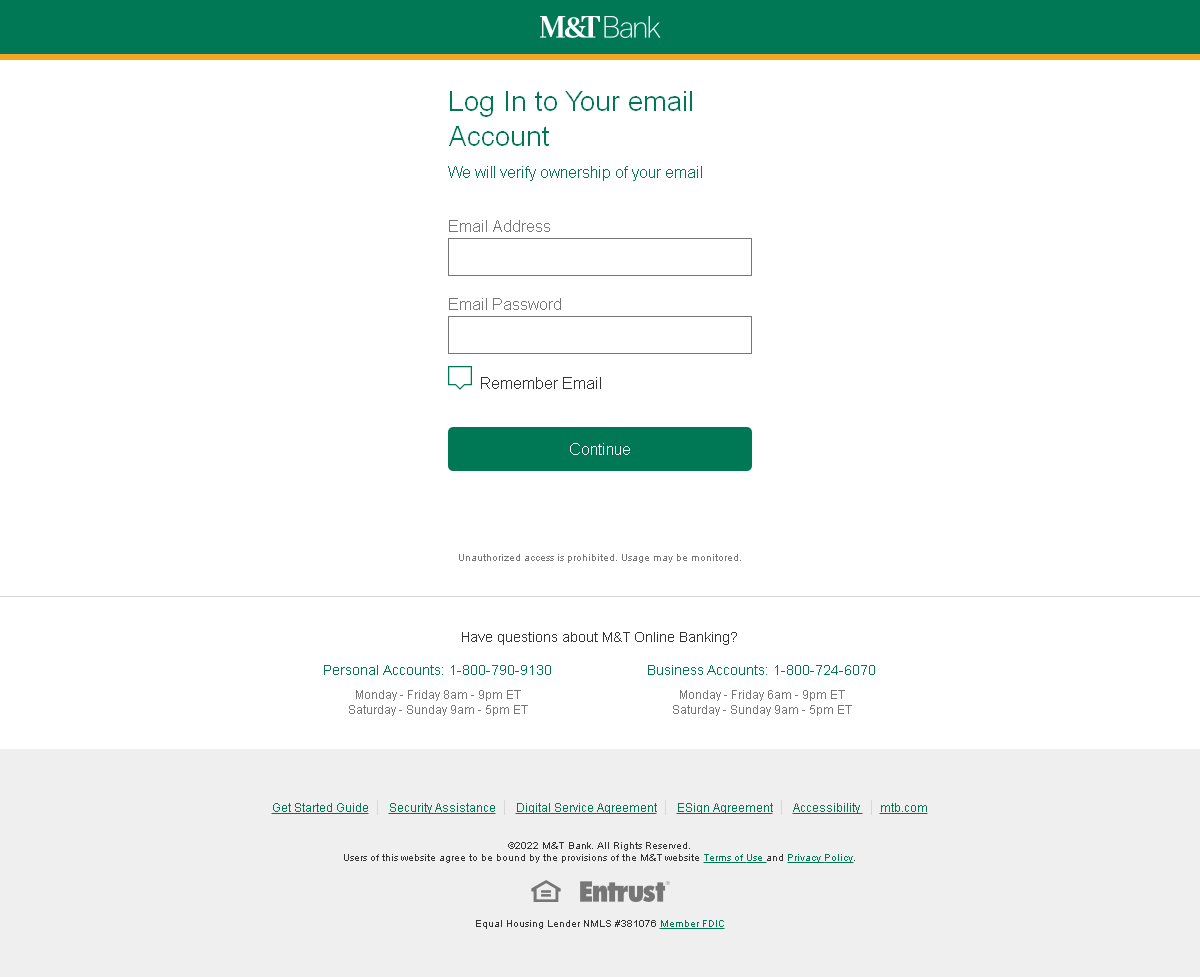 M&T Bank
Log In to Your email
Account
We will verify ownership of your email
Email Address
Email Password
Remember Email
Continue
Unauthorized access is prohibited. Usage may be monitored.
Have questions about M&T Online Banking?
Personal Accounts: 1-800-790-9130
Monday - Friday 8am - 9pm ET
Saturday - Sunday 9am - 5pm ET
Business Accounts: 1-800-724-6070
Monday - Friday 6am - 9pm ET
Saturday - Sunday 9am - 5pm ET
Get Started Guide Security Assistance Digital Service Agreement ESign Agreement Accessibility mtb.com
©2022 M&T Bank. All Rights Reserved.
Users of this website agree to be bound by the provisions of the M&T website Terms of Use and Privacy Policy.
Entrust®
Equal Housing Lender NMLS #381076 Member FDIC